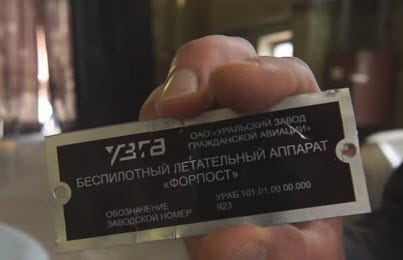 УЗГА
ОАО "УРАЛЬСКИЙ ЗАВОД
ГРАЖДАНСКОЙ АВИАЦИИ"
БЕСПИЛОТНЫЙ ЛЕТАТЕЛЬНЫЙ АППАРАТ
"ФОРПОСТ"
ОБОЗНАЧЕНИЕ УРАБ.101.01.00.00.000
ЗАВОДСКОЙ НОМЕР 923